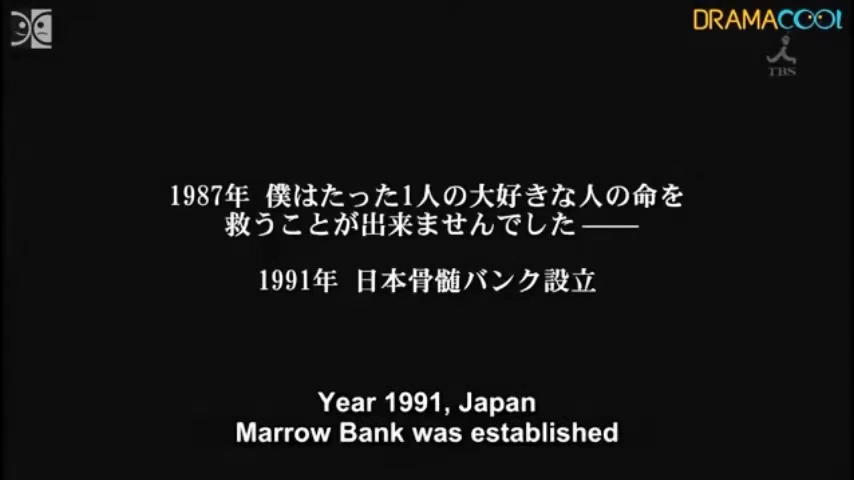 DRAMACOOL
TBS
1987年 僕はたった1人の大好きな人の命を
救うことが出来ませんでした――
1991年 日本骨髄バンク設立
Year 1991, Japan
Marrow Bank was established